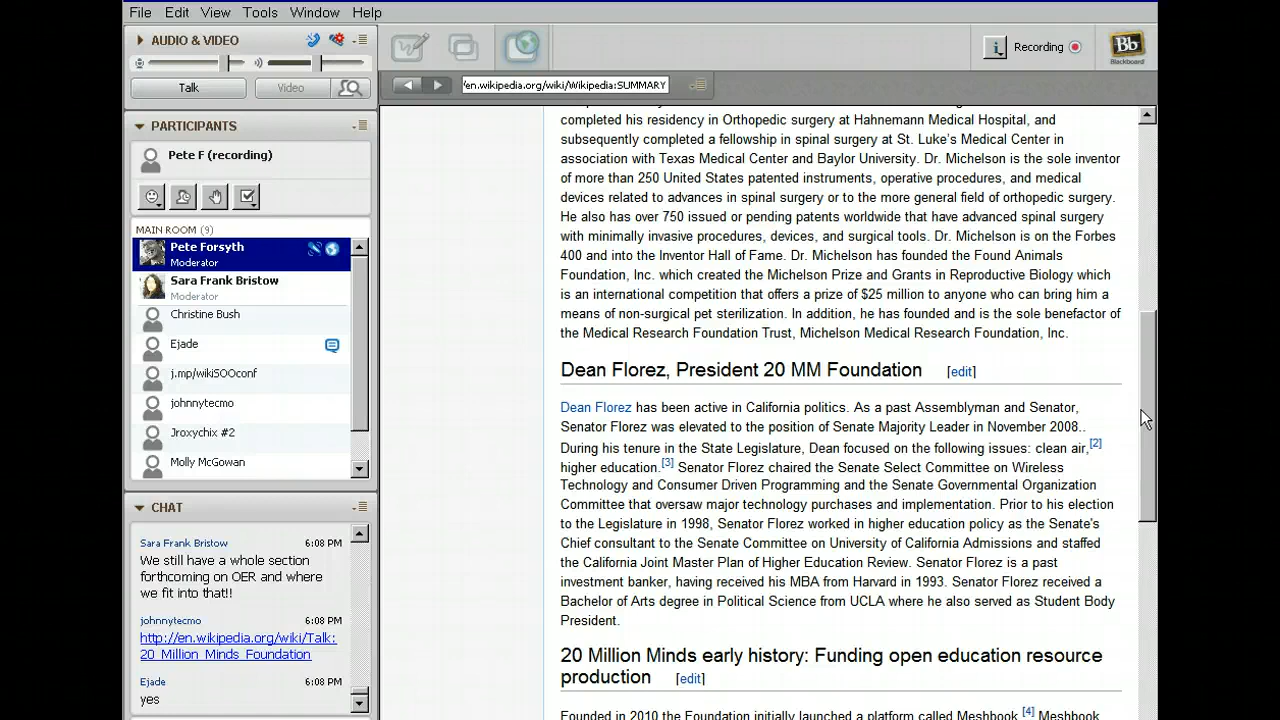 File Edit View Tools Window Help
AUDIO & VIDEO
Talk
Video
PARTICIPANTS
Pete F (recording)
MAIN ROOM (9)
Pete Forsyth
Moderator
Sara Frank Bristow
Moderator
Christine Bush
Ejade
j.mp/wikiSOOconf
johnnytecmo
Jroxychix #2
Molly McGowan
CHAT
Sara Frank Bristow 6:08 PM
We still have a whole section
forthcoming on OER and where
we fit into that!!
johnnytecmo 6:08 PM
http://en.wikipedia.org/wiki/Talk:
20_Million_Minds_Foundation
Ejade 6:08 PM
yes
i Recording
Bb
Blackboard
/en.wikipedia.org/wiki/Wikipedia:SUMMARY
completed his residency in Orthopedic surgery at Hahnemann Medical Hospital, and
subsequently completed a fellowship in spinal surgery at St. Luke's Medical Center in
association with Texas Medical Center and Baylor University. Dr. Michelson is the sole inventor
of more than 250 United States patented instruments, operative procedures, and medical
devices related to advances in spinal surgery or to the more general field of orthopedic surgery.
He also has over 750 issued or pending patents worldwide that have advanced spinal surgery
with minimally invasive procedures, devices, and surgical tools. Dr. Michelson is on the Forbes
400 and into the Inventor Hall of Fame. Dr. Michelson has founded the Found Animals
Foundation, Inc. which created the Michelson Prize and Grants in Reproductive Biology which
is an international competition that offers a prize of $25 million to anyone who can bring him a
means of non-surgical pet sterilization. In addition, he has founded and is the sole benefactor of
the Medical Research Foundation Trust, Michelson Medical Research Foundation, Inc.
Dean Florez, President 20 MM Foundation [edit]
Dean Florez has been active in California politics. As a past Assemblyman and Senator,
Senator Florez was elevated to the position of Senate Majority Leader in November 2008..
During his tenure in the State Legislature, Dean focused on the following issues: clean air,[2]
higher education.[3] Senator Florez chaired the Senate Select Committee on Wireless
Technology and Consumer Driven Programming and the Senate Governmental Organization
Committee that oversaw major technology purchases and implementation. Prior to his election
to the Legislature in 1998, Senator Florez worked in higher education policy as the Senate's
Chief consultant to the Senate Committee on University of California Admissions and staffed
the California Joint Master Plan of Higher Education Review. Senator Florez is a past
investment banker, having received his MBA from Harvard in 1993. Senator Florez received a
Bachelor of Arts degree in Political Science from UCLA where he also served as Student Body
President.
20 Million Minds early history: Funding open education resource
production [edit]
Founded in 2010 the Foundation initially launched a platform called Meshbook.[4] Meshbook